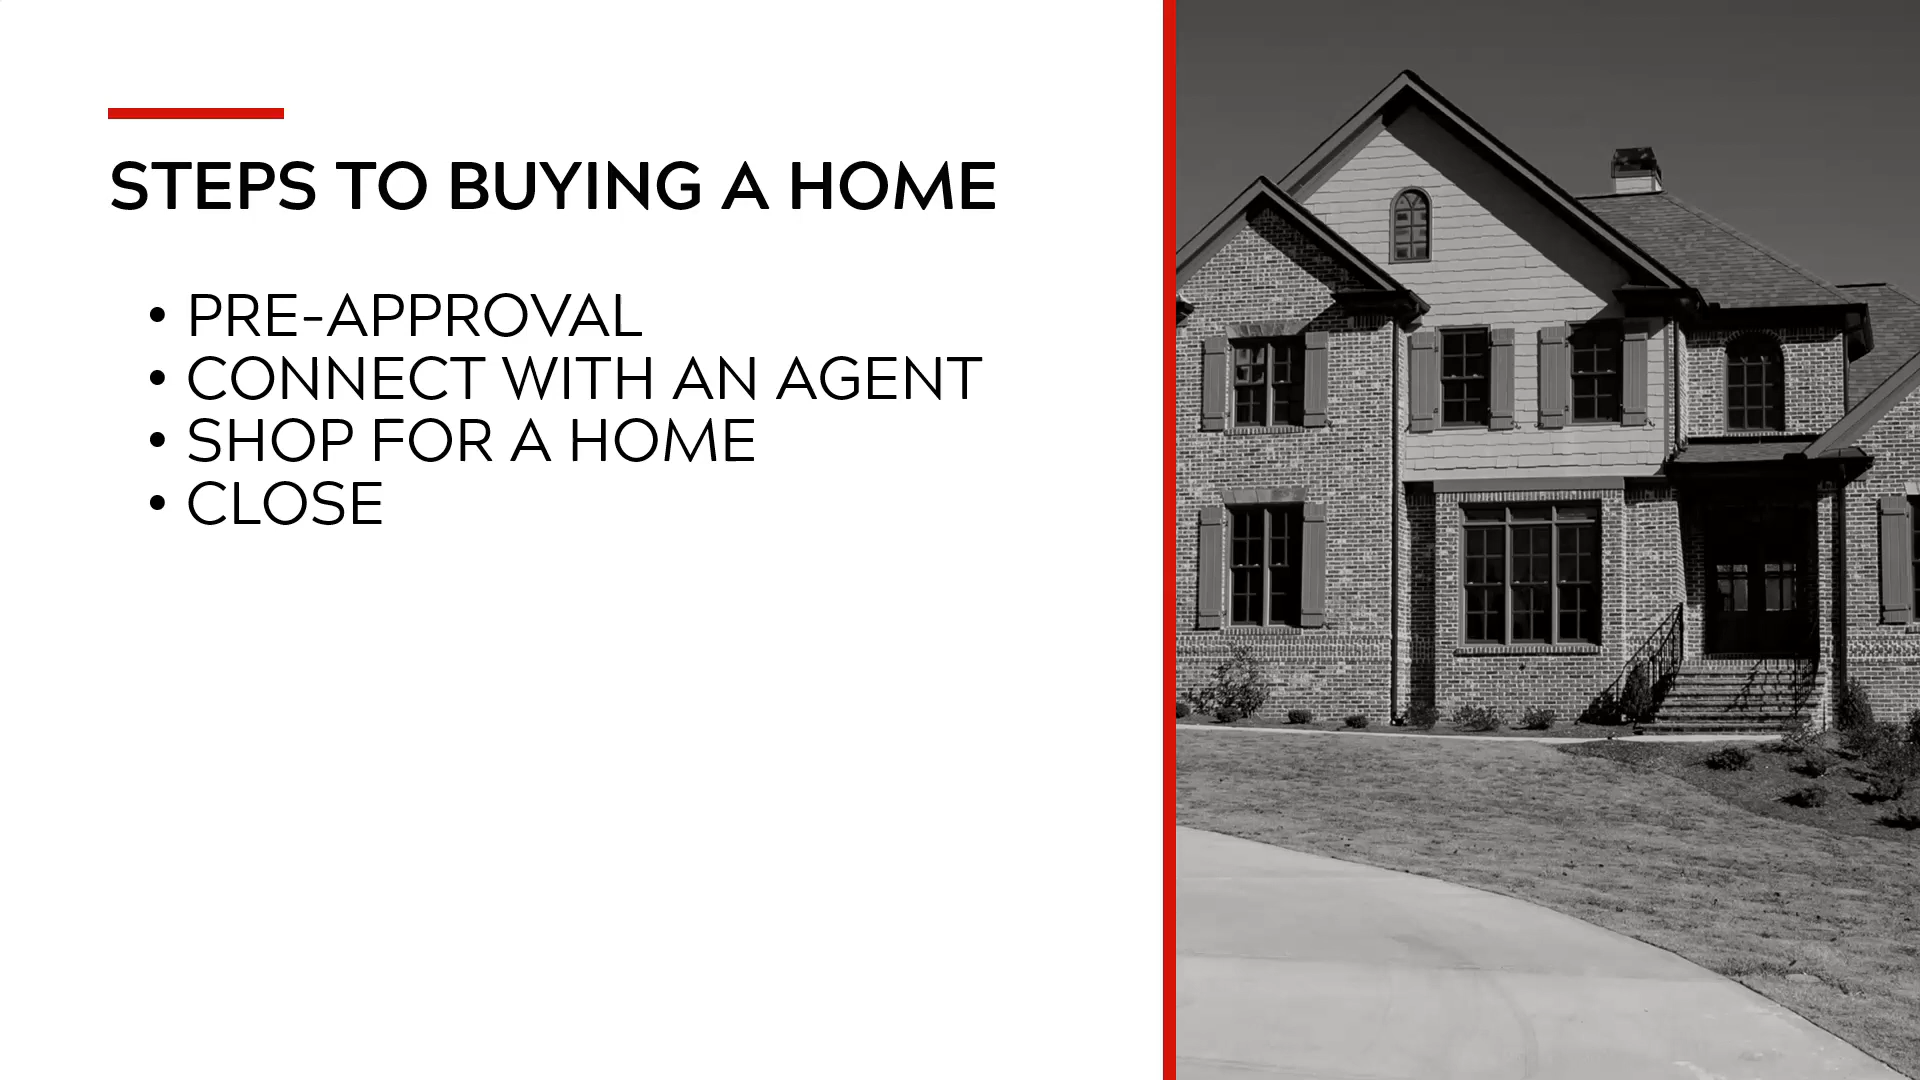 STEPS TO BUYING A HOME
• PRE-APPROVAL
• CONNECT WITH AN AGENT
• SHOP FOR A HOME
• CLOSE